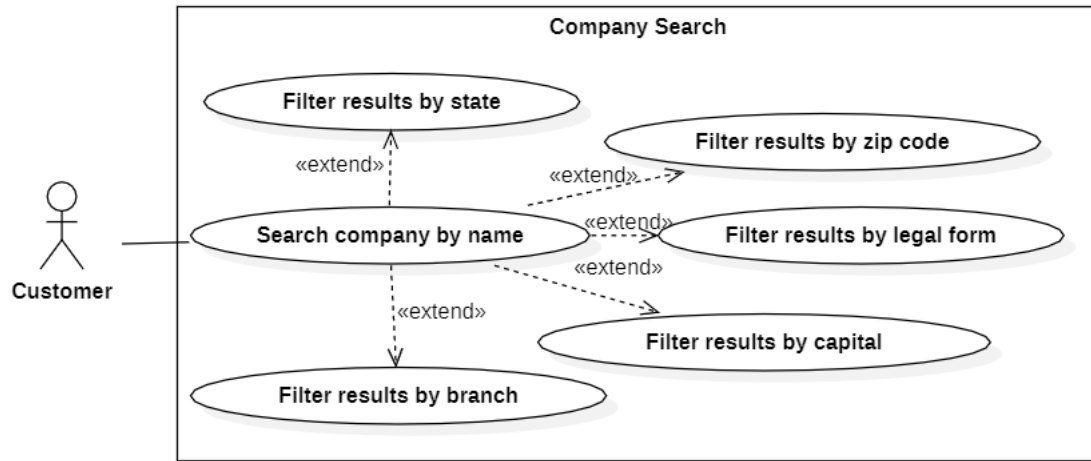 Company Search
Filter results by state
Filter results by zip code
«extend»
«extend»
Search company by name
«extend»
Filter results by legal form
«extend»
Customer
«extend»
Filter results by capital
Filter results by branch